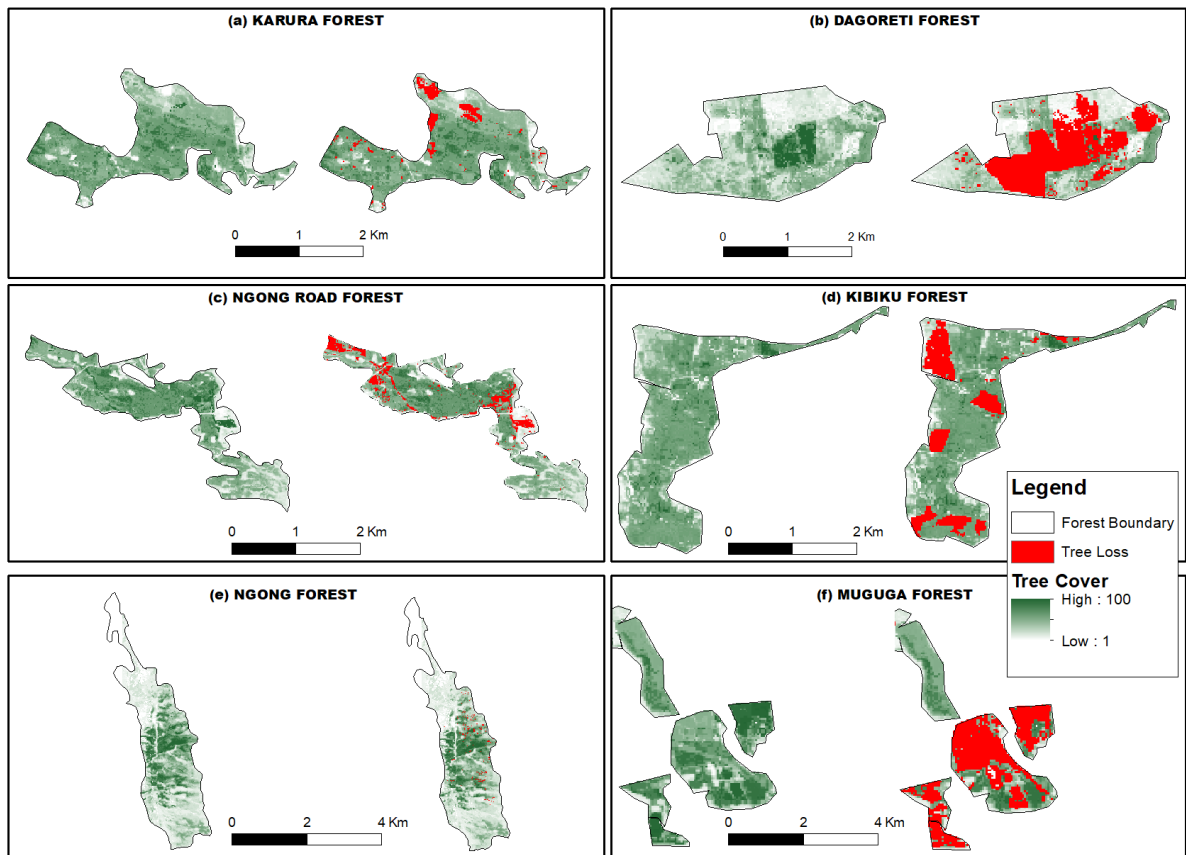 (a) KARURA FOREST
0 1 2 Km
(b) DAGORETI FOREST
0 1 2 Km
(c) NGONG ROAD FOREST
0 1 2 Km
(d) KIBIKU FOREST
0 1 2 Km
Legend
Forest Boundary
Tree Loss
Tree Cover
High : 100
Low : 1
(e) NGONG FOREST
0 2 4 Km
(f) MUGUGA FOREST
0 2 4 Km